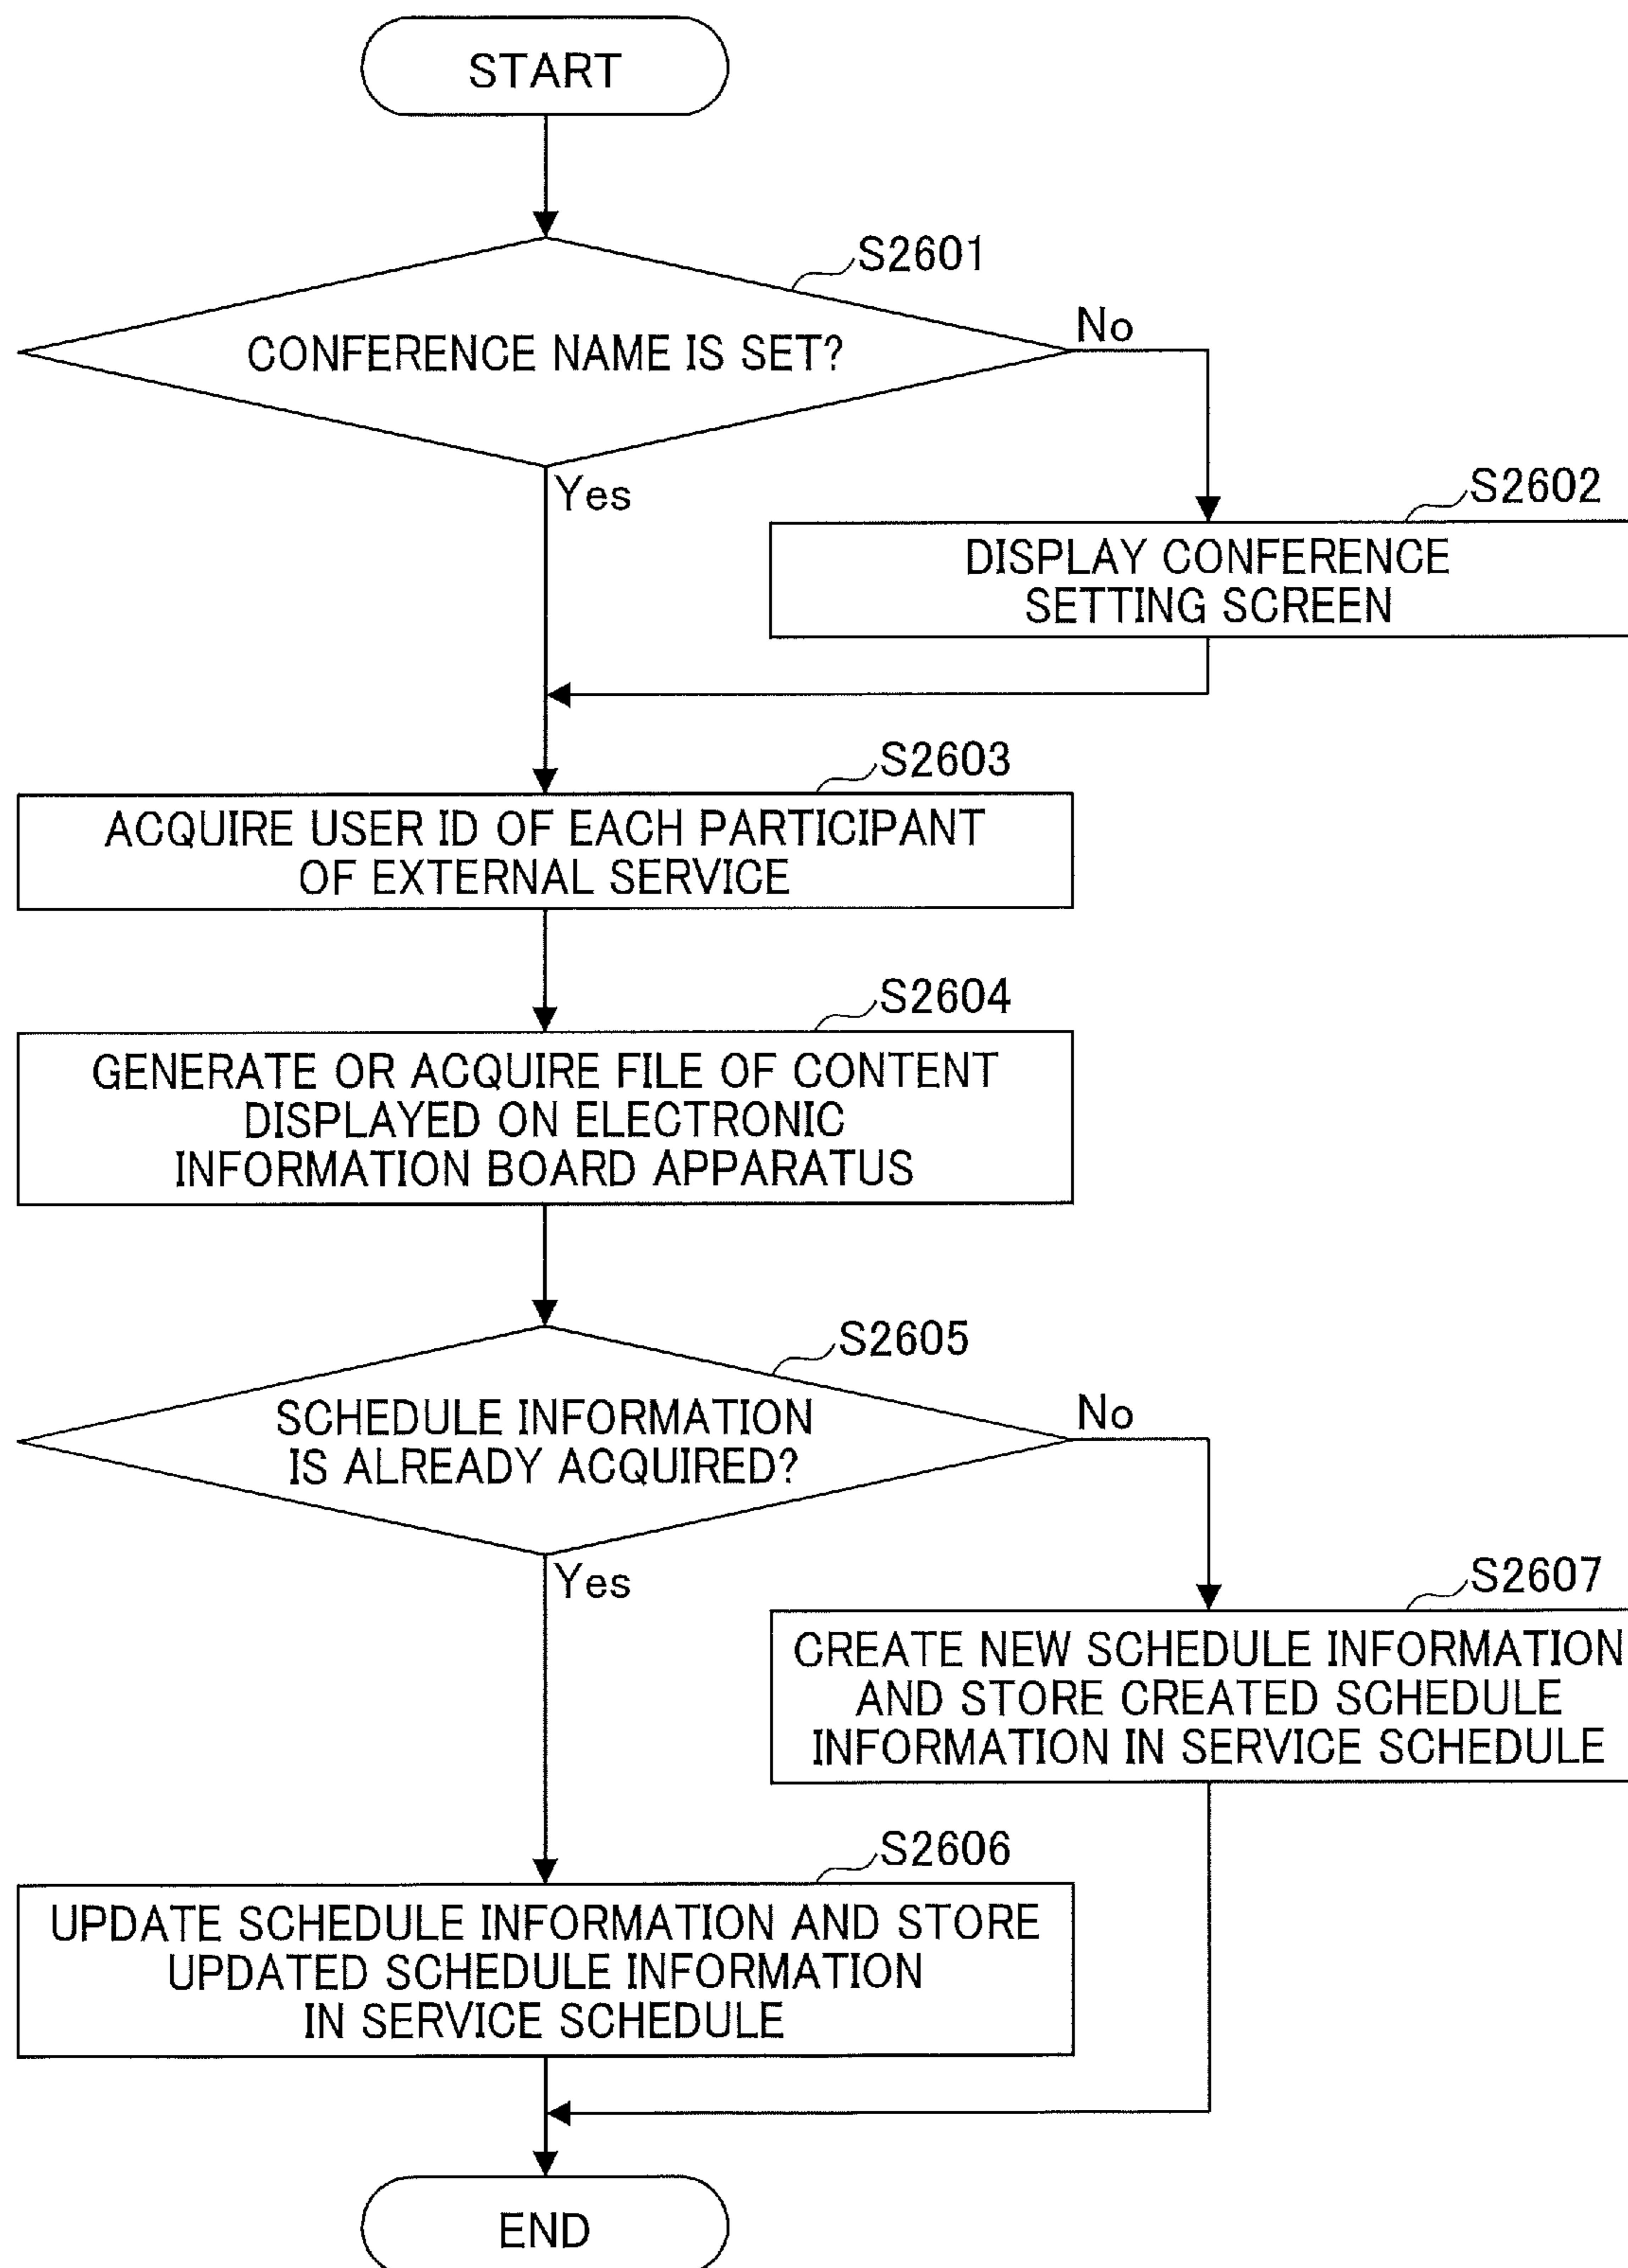 START
S2601
CONFERENCE NAME IS SET?
No
Yes
S2602
DISPLAY CONFERENCE
SETTING SCREEN
S2603
ACQUIRE USER ID OF EACH PARTICIPANT
OF EXTERNAL SERVICE
S2604
GENERATE OR ACQUIRE FILE OF CONTENT
DISPLAYED ON ELECTRONIC
INFORMATION BOARD APPARATUS
S2605
SCHEDULE INFORMATION
IS ALREADY ACQUIRED?
No
Yes
S2607
CREATE NEW SCHEDULE INFORMATION
AND STORE CREATED SCHEDULE
INFORMATION IN SERVICE SCHEDULE
S2606
UPDATE SCHEDULE INFORMATION AND STORE
UPDATED SCHEDULE INFORMATION
IN SERVICE SCHEDULE
END